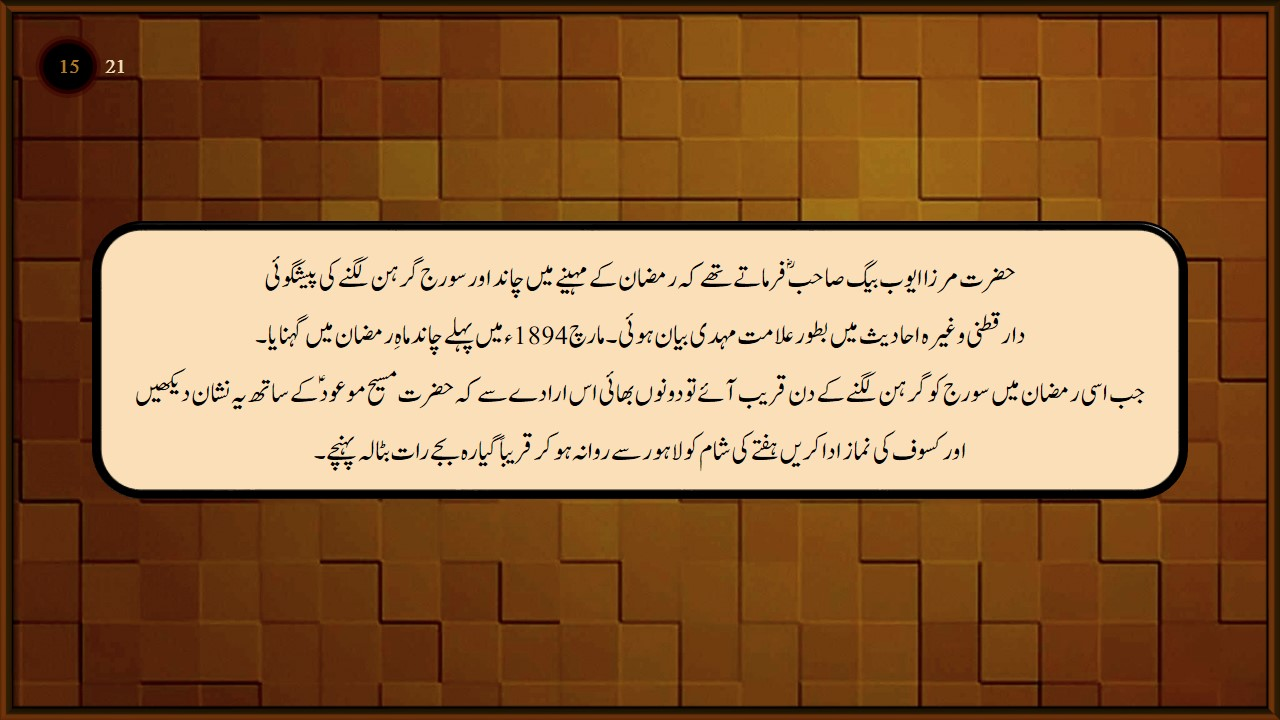 15 21
حضرت مرزا ایوب بیگ صاحبؓ فرماتے تھے کہ رمضان کے مہینے میں چاند اور سورج گرہن لگنے کی پیشگوئی
دار قطنی وغیرہ احادیث میں بطور علامت مہدی بیان ہوئی۔ مارچ 1894ء میں پہلے چاند ماہِ رمضان میں گہنایا۔
جب اسی رمضان میں سورج کو گرہن لگنے کے دن قریب آئے تو دونوں بھائی اس ارادے سے کہ حضرت مسیح موعودؑ کے ساتھ یہ نشان دیکھیں
اور کسوف کی نماز ادا کریں ہفتے کی شام کو لاہور سے روانہ ہو کر قریباً گیارہ بجے رات بٹالہ پہنچے۔